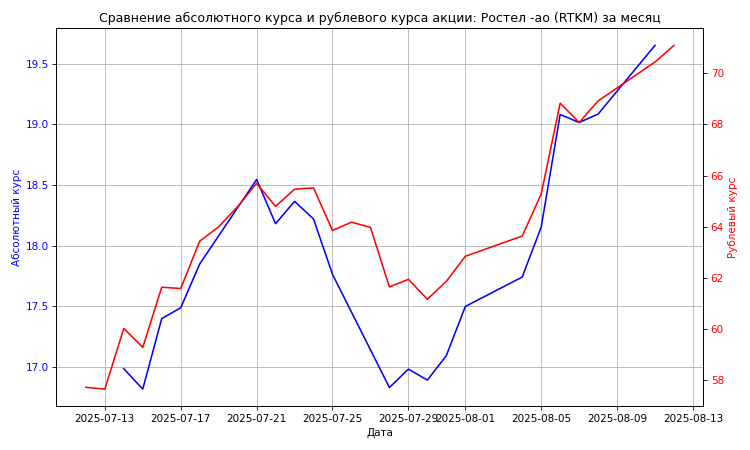 Сравнение абсолютного курса и рублевого курса акции: Ростел -ао (RTKM) за месяц
Абсолютный курс
19.5
19.0
18.5
18.0
17.5
17.0
70
68
66
64
62
60
58
Рублевый курс
2025-07-13 2025-07-17 2025-07-21 2025-07-25 2025-07-29 2025-08-01 2025-08-05 2025-08-09 2025-08-13
Дата